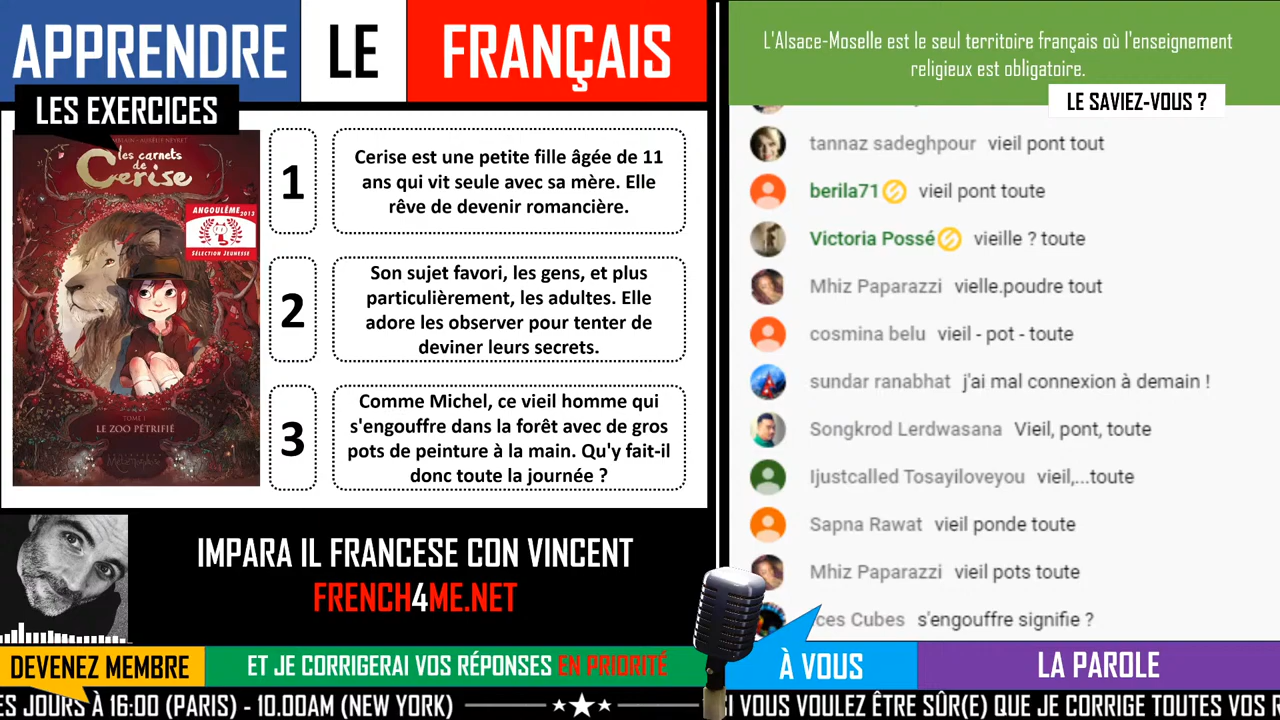 APPRENDRE LE FRANÇAIS
LES EXERCICES
les carnets
de
Cerise
ANGOULÊME 2013
SÉLECTION JEUNESSE
TOME 1
LE ZOO PÉTRIFIÉ
1
Cerise est une petite fille âgée de 11
ans qui vit seule avec sa mère. Elle
rêve de devenir romancière.
2
Son sujet favori, les gens, et plus
particulièrement, les adultes. Elle
adore les observer pour tenter de
deviner leurs secrets.
3
Comme Michel, ce vieil homme qui
s'engouffre dans la forêt avec de gros
pots de peinture à la main. Qu'y fait-il
donc toute la journée ?
IMPARA IL FRANCESE CON VINCENT
FRENCH4ME.NET
L'Alsace-Moselle est le seul territoire français où l'enseignement
religieux est obligatoire.
LE SAVIEZ-VOUS ?
tannaz sadeghpour vieil pont tout
berila71 vieil pont toute
Victoria Possé vieille ? toute
Mhiz Paparazzi vielle.poudre tout
cosmina belu vieil - pot - toute
sundar ranabhat j'ai mal connexion à demain !
Songkrod Lerdwasana Vieil, pont, toute
Ijustcalled Tosayiloveyou vieil,...toute
Sapna Rawat vieil ponde toute
Mhiz Paparazzi vieil pots toute
Cubes s'engouffre signifie ?
DEVENEZ MEMBRE
ET JE CORRIGERAI VOS RÉPONSES EN PRIORITÉ
À VOUS
LA PAROLE
ES JOURS À 16:00 (PARIS) - 10.00AM (NEW YORK)
SI VOUS VOULEZ ÊTRE SÛR(E) QUE JE CORRIGE TOUTES VOS R